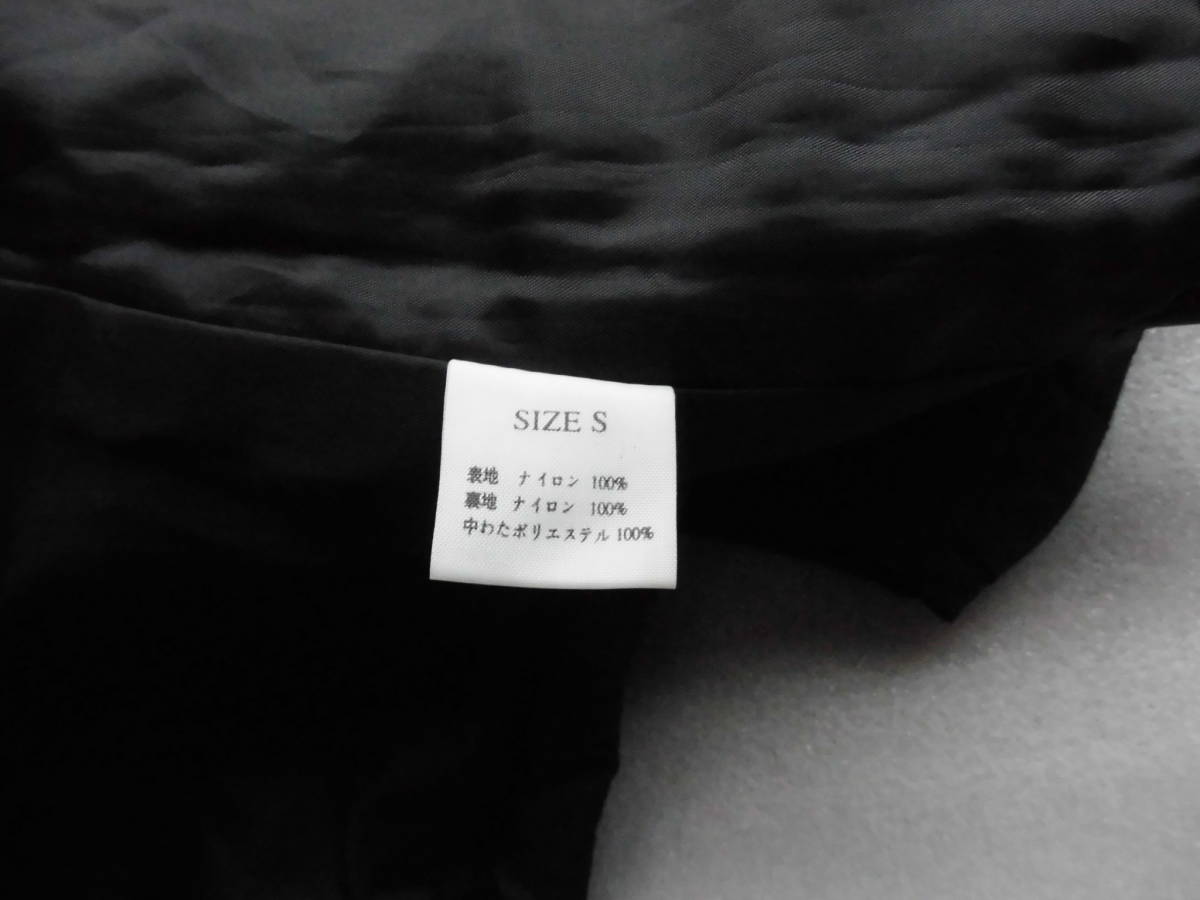 SIZE S
表地 ナイロン 100%
裏地 ナイロン 100%
中わたポリエステル 100%